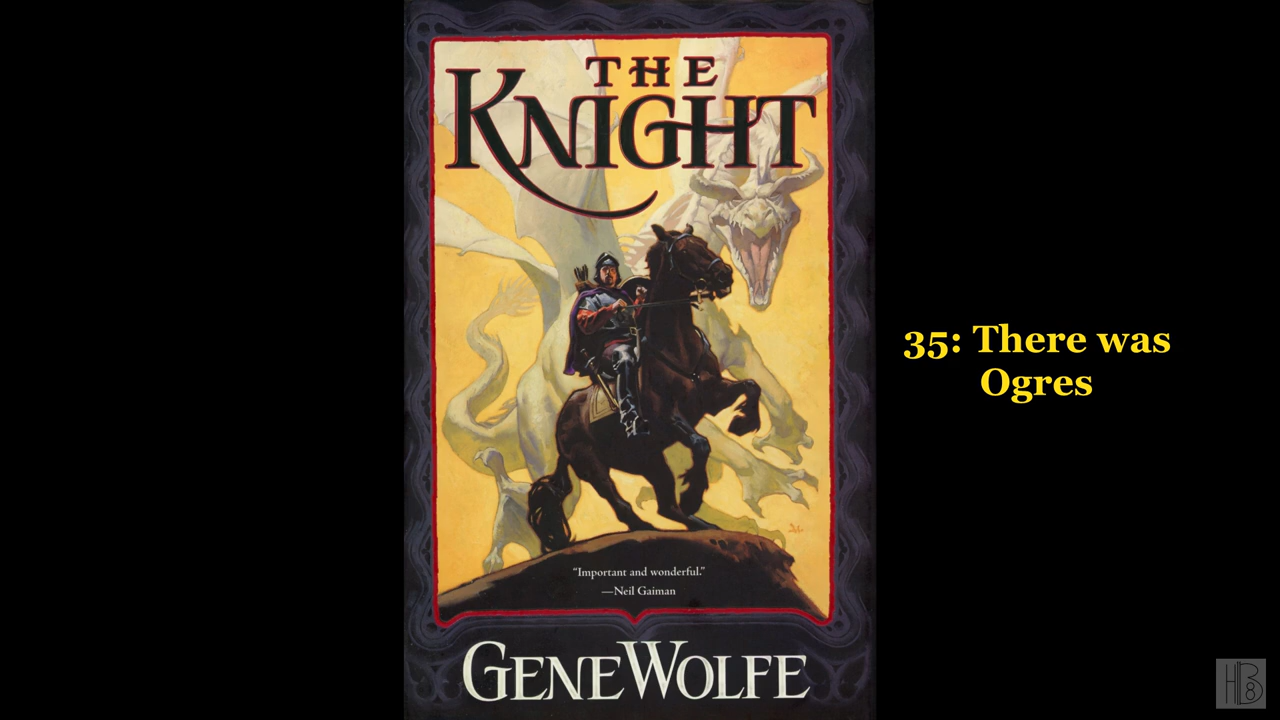 THE
KNIGHT
35: There was
Ogres
“Important and wonderful.”
—Neil Gaiman
GENE WOLFE